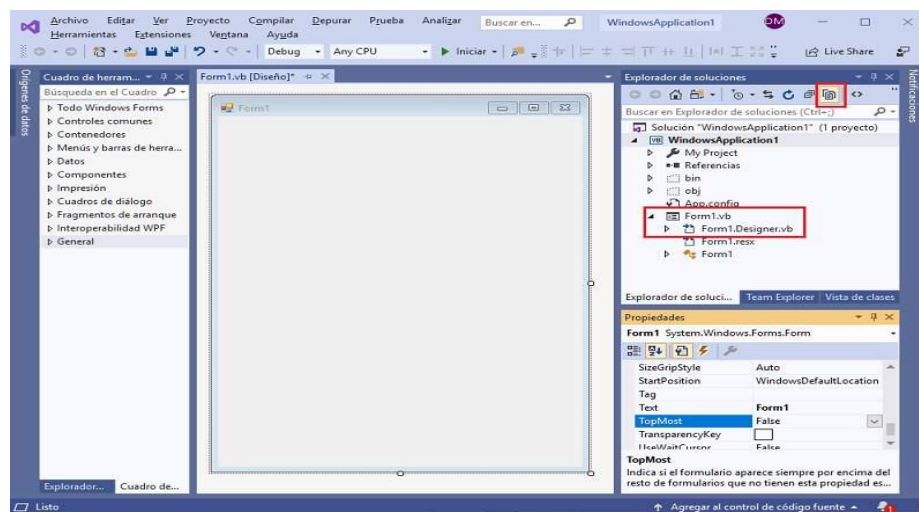 Archivo Editar Ver Proyecto Compilar Depurar Prueba Analizar Buscar en... WindowsApplication1 DM
Herramientas Extensiones Ventana Ayuda
Debug Any CPU Iniciar Live Share
Orígenes de datos
Cuadro de herram...
Búsqueda en el Cuadro
Todo Windows Forms
Controles comunes
Contenedores
Menús y barras de herra...
Datos
Componentes
Impresión
Cuadros de diálogo
Fragmentos de arranque
Interoperabilidad WPF
General
Explorador... Cuadro de...
Form1.vb [Diseño]*
Form1
Explorador de soluciones
Buscar en Explorador de soluciones (Ctrl+;)
Solución "WindowsApplication1" (1 proyecto)
WindowsApplication1
My Project
Referencias
bin
obj
App.config
Form1.vb
Form1.Designer.vb
Form1.resx
Form1
Explorador de soluci... Team Explorer Vista de clases
Propiedades
Form1 System.Windows.Forms.Form
SizeGripStyle Auto
StartPosition WindowsDefaultLocation
Tag
Text Form1
TopMost False
TransparencyKey
UseWaitCursor False
TopMost
Indica si el formulario aparece siempre por encima del
resto de formularios que no tienen esta propiedad es...
Notificaciones
Listo Agregar al control de código fuente 1